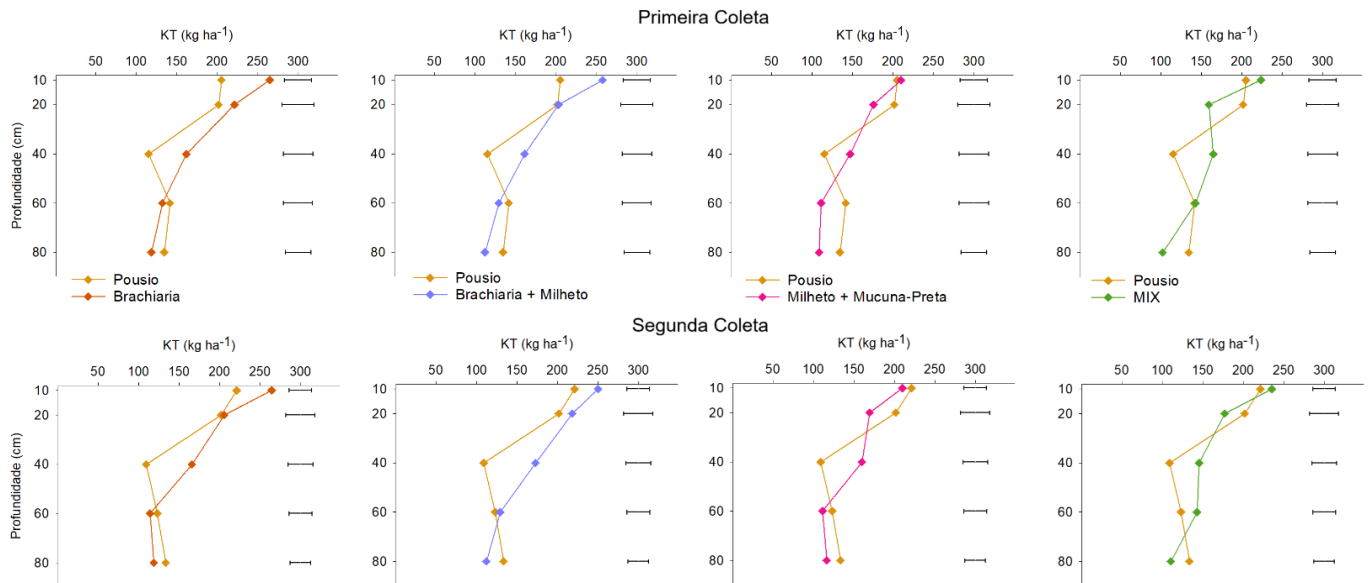 Primeira Coleta
KT (kg ha⁻¹)
50 100 150 200 250 300
10
20
40
60
80
Profundidade (cm)
Pousio
Brachiaria
KT (kg ha⁻¹)
50 100 150 200 250 300
10
20
40
60
80
Pousio
Brachiaria + Milheto
KT (kg ha⁻¹)
50 100 150 200 250 300
10
20
40
60
80
Pousio
Milheto + Mucuna-Preta
KT (kg ha⁻¹)
50 100 150 200 250 300
10
20
40
60
80
Pousio
MIX
Segunda Coleta
KT (kg ha⁻¹)
50 100 150 200 250 300
10
20
40
60
80
Profundidade (cm)
KT (kg ha⁻¹)
50 100 150 200 250 300
10
20
40
60
80
KT (kg ha⁻¹)
50 100 150 200 250 300
10
20
40
60
80
KT (kg ha⁻¹)
50 100 150 200 250 300
10
20
40
60
80